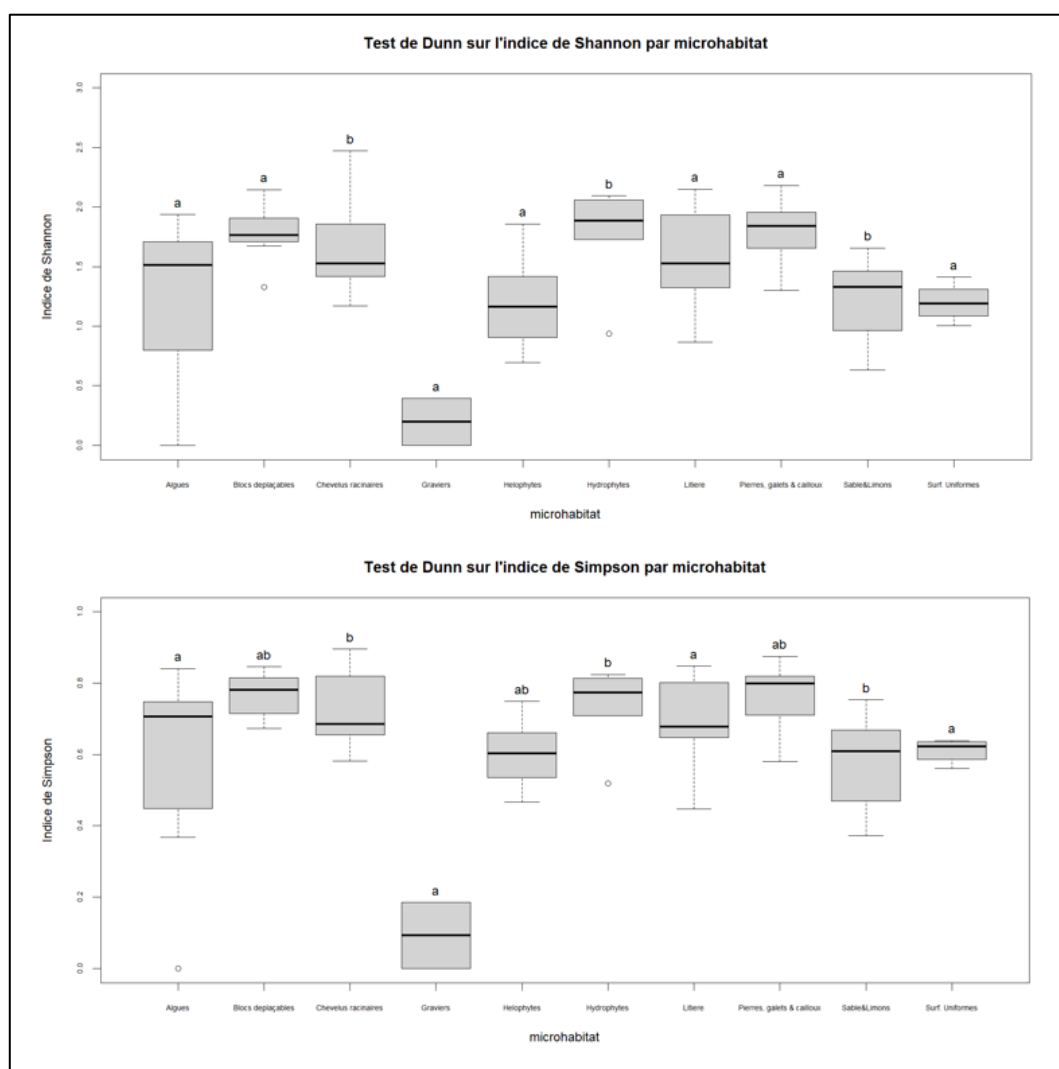 Test de Dunn sur l'indice de Shannon par microhabitat
Indice de Shannon
3.0
2.5
2.0
1.5
1.0
0.5
0.0
a
a
b
a
a
b
a
a
b
a
Algues
Blocs deplaçables
Chevelus racinaires
Graviers
Helophytes
Hydrophytes
Litiere
Pierres, galets & cailloux
Sable&Limons
Surf. Uniformes
microhabitat
Test de Dunn sur l'indice de Simpson par microhabitat
Indice de Simpson
1.0
0.8
0.6
0.4
0.2
0.0
a
ab
b
a
ab
b
a
ab
b
a
Algues
Blocs deplaçables
Chevelus racinaires
Graviers
Helophytes
Hydrophytes
Litiere
Pierres, galets & cailloux
Sable&Limons
Surf. Uniformes
microhabitat